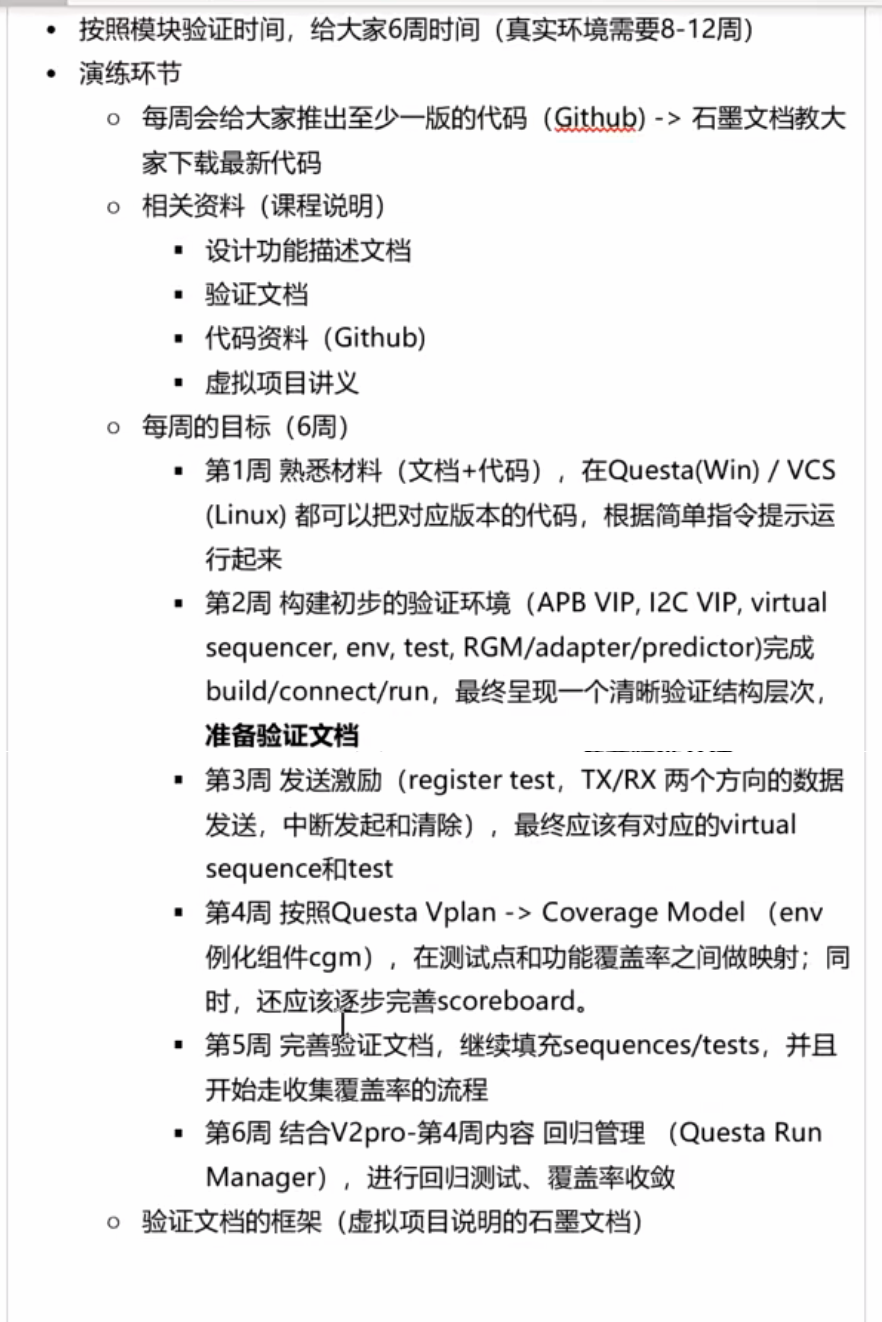 • 按照模块验证时间，给大家6周时间（真实环境需要8-12周）
• 演练环节
o 每周会给大家推出至少一版的代码（Github) -> 石墨文档教大
家下载最新代码
o 相关资料（课程说明）
▪ 设计功能描述文档
▪ 验证文档
▪ 代码资料（Github)
▪ 虚拟项目讲义
o 每周的目标（6周）
▪ 第1周 熟悉材料（文档+代码），在Questa(Win) / VCS
(Linux) 都可以把对应版本的代码，根据简单指令提示运
行起来
▪ 第2周 构建初步的验证环境（APB VIP, I2C VIP, virtual
sequencer, env, test, RGM/adapter/predictor)完成
build/connect/run，最终呈现一个清晰验证结构层次，
准备验证文档
▪ 第3周 发送激励（register test，TX/RX 两个方向的数据
发送，中断发起和清除），最终应该有对应的virtual
sequence和test
▪ 第4周 按照Questa Vplan -> Coverage Model （env
例化组件cgm），在测试点和功能覆盖率之间做映射；同
时，还应该逐步完善scoreboard。
▪ 第5周 完善验证文档，继续填充sequences/tests，并且
开始走收集覆盖率的流程
▪ 第6周 结合V2pro-第4周内容 回归管理 （Questa Run
Manager），进行回归测试、覆盖率收敛
o 验证文档的框架（虚拟项目说明的石墨文档）